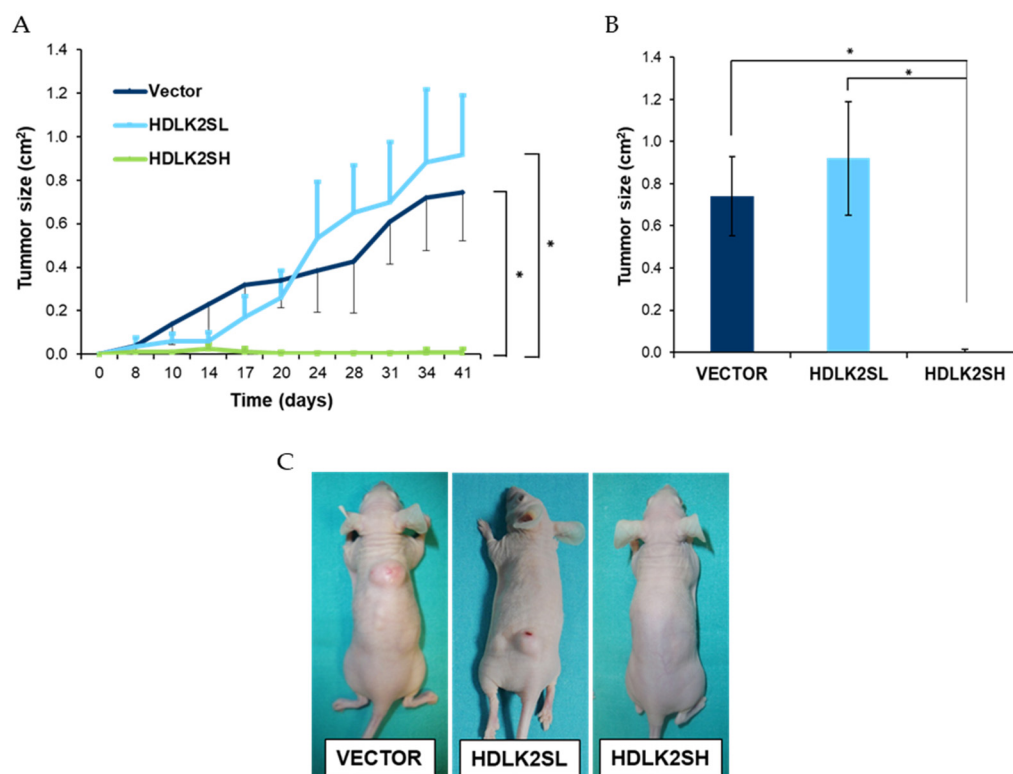 A
1.4
1.2
1.0
0.8
0.6
0.4
0.2
0.0
Tummor size (cm²)
Vector
HDLK2SL
HDLK2SH
0 8 10 14 17 20 24 28 31 34 41
Time (days)
*
*
B
1.4
1.2
1.0
0.8
0.6
0.4
0.2
0.0
Tummor size (cm²)
*
*
VECTOR HDLK2SL HDLK2SH
C
VECTOR HDLK2SL HDLK2SH